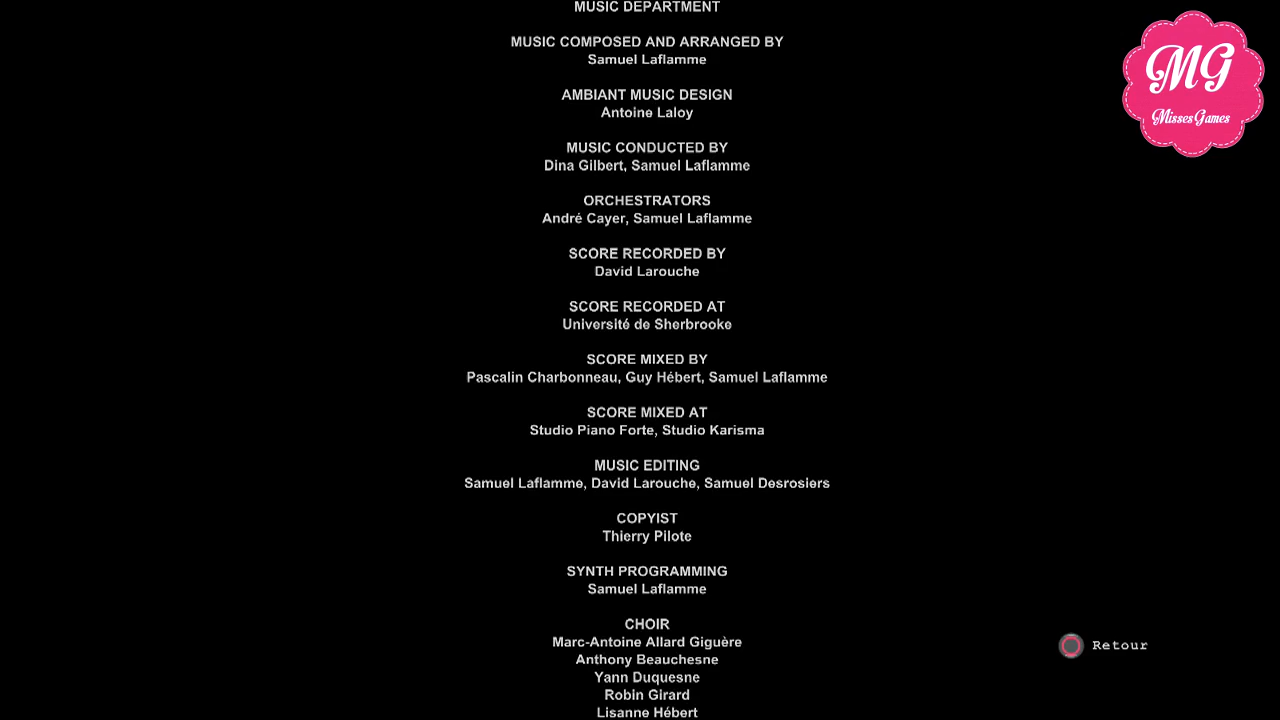 MUSIC DEPARTMENT
MUSIC COMPOSED AND ARRANGED BY
Samuel Laflamme
AMBIANT MUSIC DESIGN
Antoine Laloy
MUSIC CONDUCTED BY
Dina Gilbert, Samuel Laflamme
ORCHESTRATORS
André Cayer, Samuel Laflamme
SCORE RECORDED BY
David Larouche
SCORE RECORDED AT
Université de Sherbrooke
SCORE MIXED BY
Pascalin Charbonneau, Guy Hébert, Samuel Laflamme
SCORE MIXED AT
Studio Piano Forte, Studio Karisma
MUSIC EDITING
Samuel Laflamme, David Larouche, Samuel Desrosiers
COPYIST
Thierry Pilote
SYNTH PROGRAMMING
Samuel Laflamme
CHOIR
Marc-Antoine Allard Giguère
Anthony Beauchesne
Yann Duquesne
Robin Girard
Lisanne Hébert
MG
MissesGames
Retour